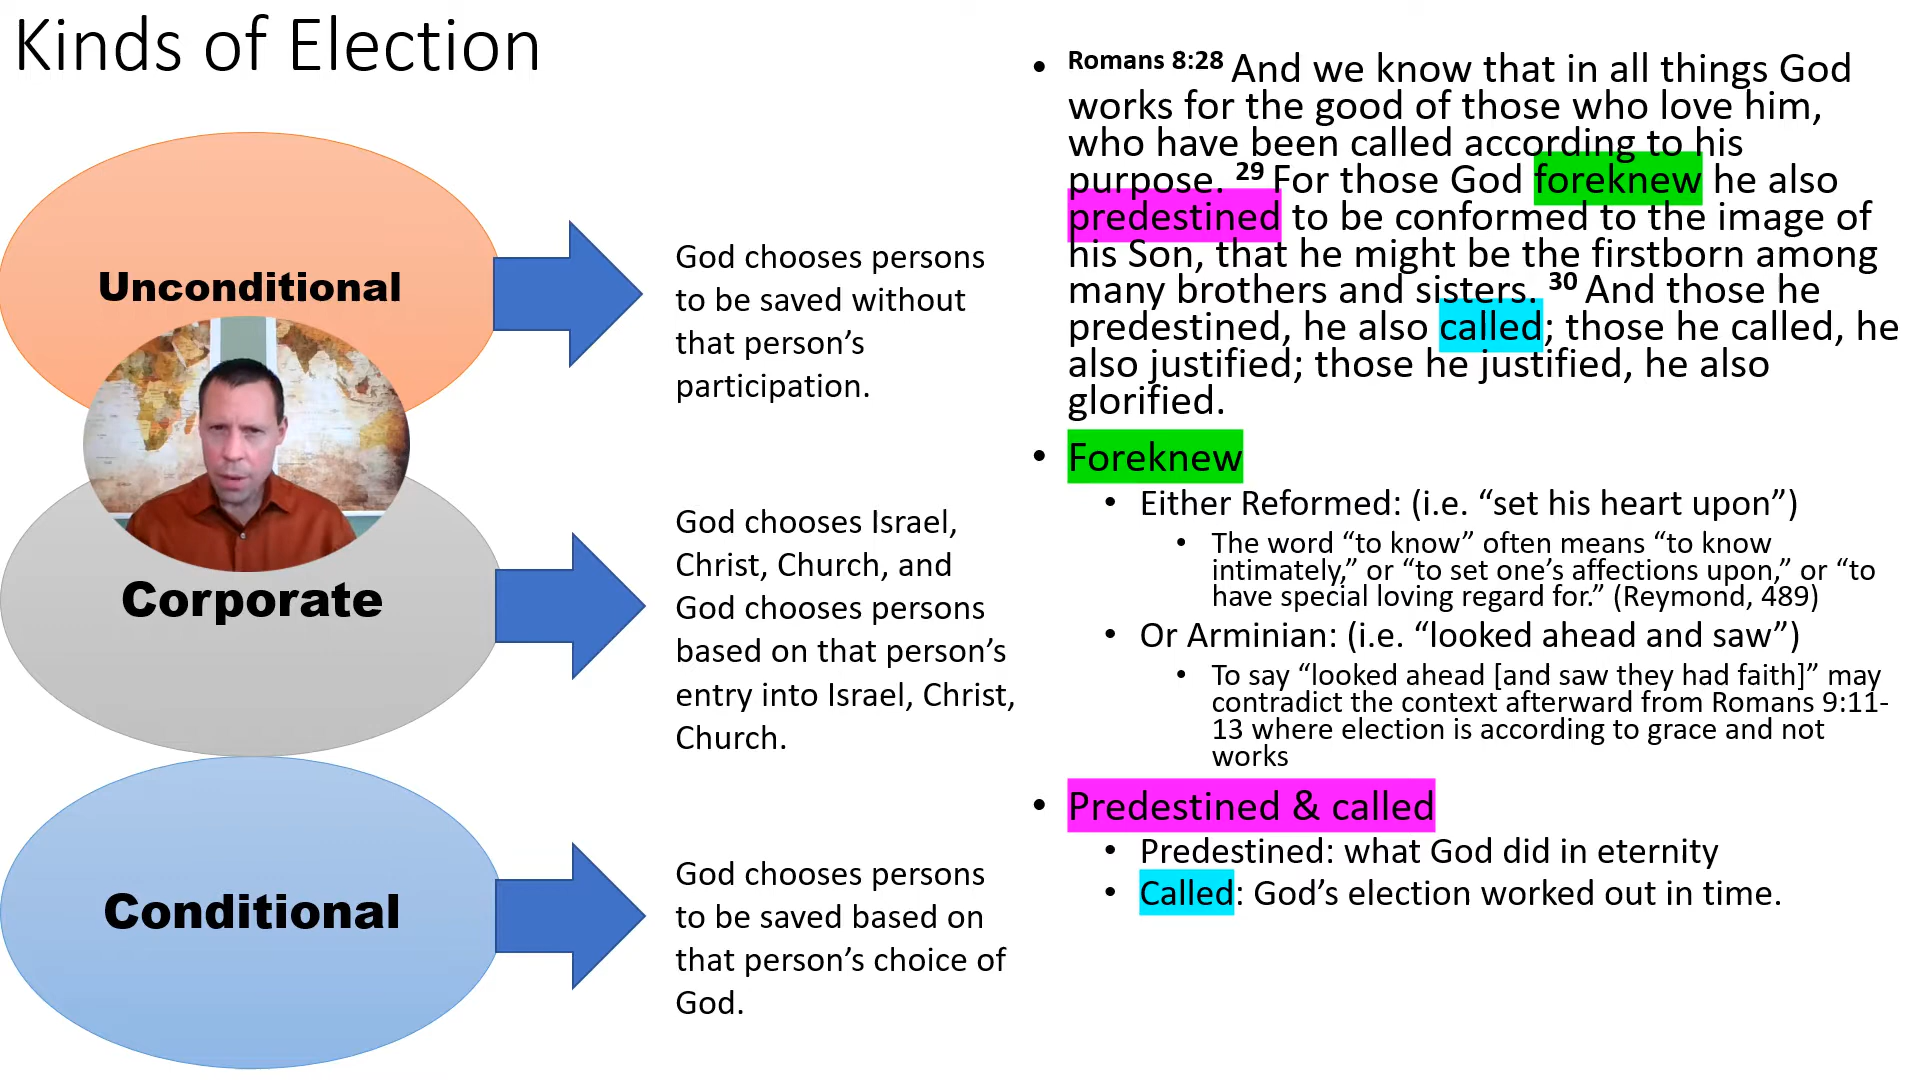 Kinds of Election
Unconditional
God chooses persons
to be saved without
that person's
participation.
Corporate
God chooses Israel,
Christ, Church, and
God chooses persons
based on that person's
entry into Israel, Christ,
Church.
Conditional
God chooses persons
to be saved based on
that person's choice of
God.
• Romans 8:28 And we know that in all things God
works for the good of those who love him,
who have been called according to his
purpose. 29 For those God foreknew he also
predestined to be conformed to the image of
his Son, that he might be the firstborn among
many brothers and sisters. 30 And those he
predestined, he also called; those he called, he
also justified; those he justified, he also
glorified.
• Foreknew
• Either Reformed: (i.e. “set his heart upon”)
• The word “to know” often means “to know
intimately,” or “to set one’s affections upon,” or “to
have special loving regard for.” (Reymond, 489)
• Or Arminian: (i.e. “looked ahead and saw”)
• To say “looked ahead [and saw they had faith]” may
contradict the context afterward from Romans 9:11-
13 where election is according to grace and not
works
• Predestined & called
• Predestined: what God did in eternity
• Called: God’s election worked out in time.